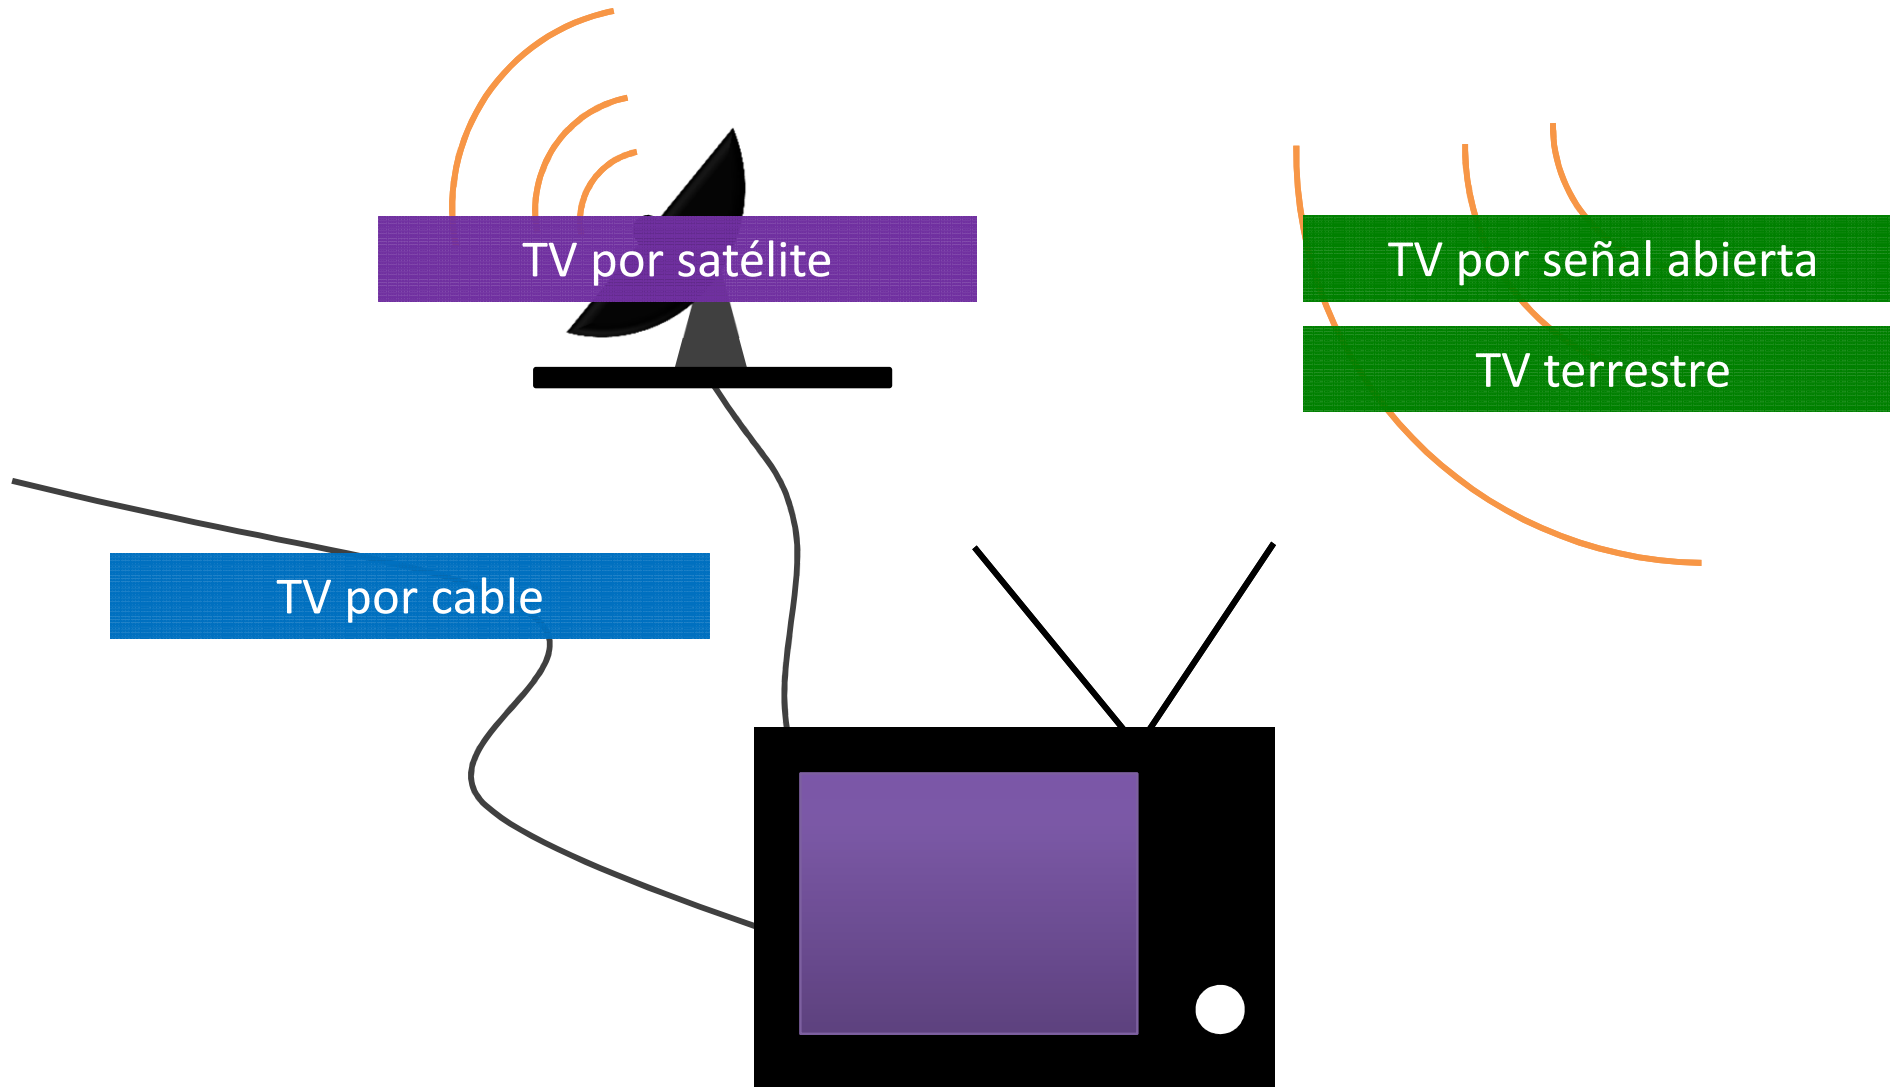 TV por satélite
TV por señal abierta
TV terrestre
TV por cable